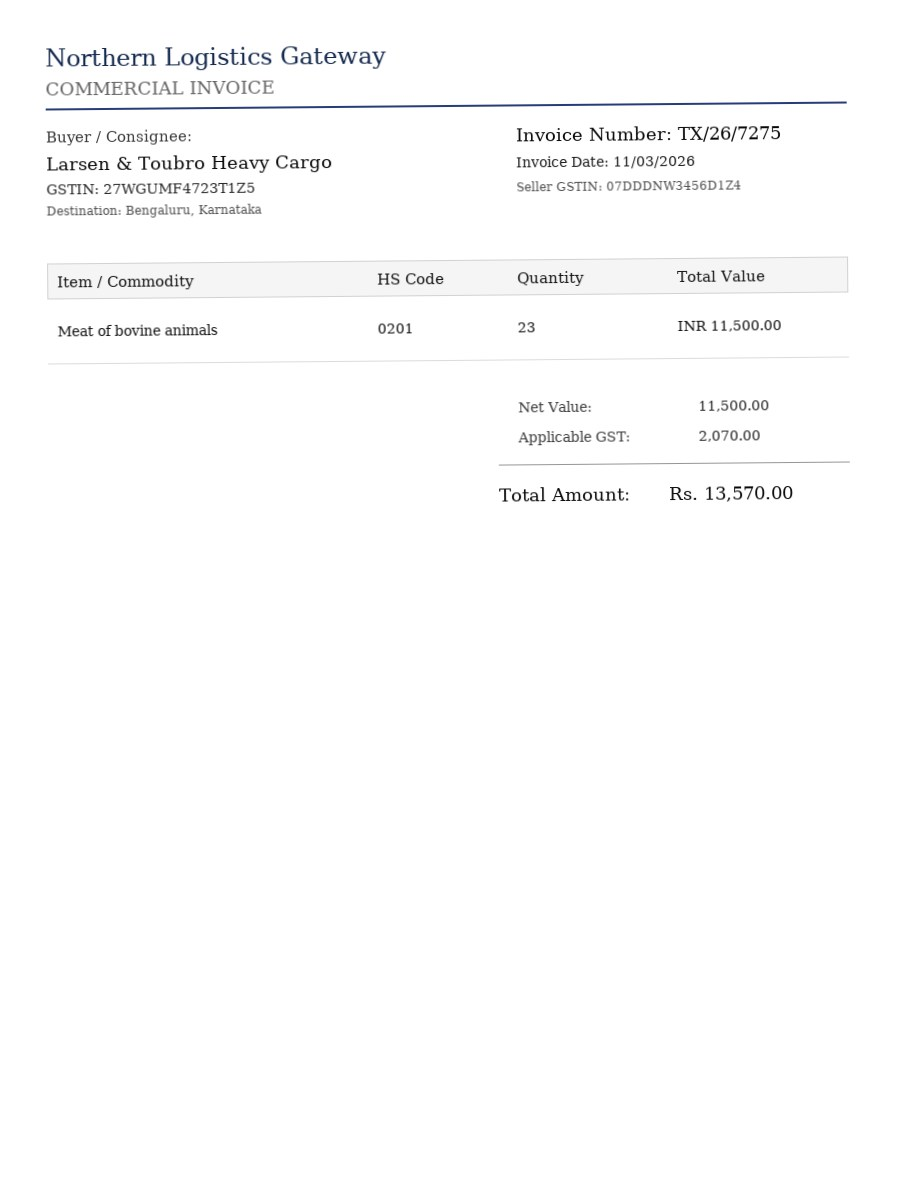 Northern Logistics Gateway
COMMERCIAL INVOICE
Buyer / Consignee:
Larsen & Toubro Heavy Cargo
GSTIN: 27WGUMF4723T1Z5
Destination: Bengaluru, Karnataka
Invoice Number: TX/26/7275
Invoice Date: 11/03/2026
Seller GSTIN: 07DDDNW3456D1Z4
Item / Commodity HS Code Quantity Total Value
Meat of bovine animals 0201 23 INR 11,500.00
Net Value: 11,500.00
Applicable GST: 2,070.00
Total Amount: Rs. 13,570.00